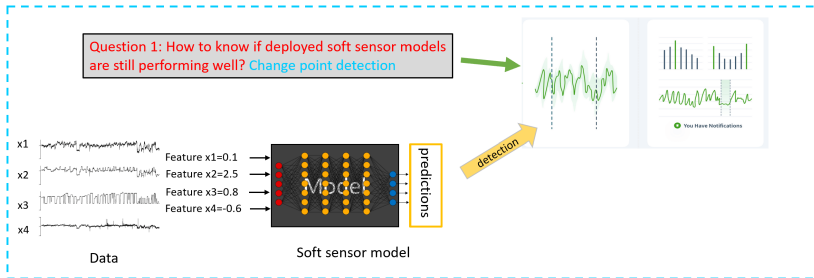 Question 1: How to know if deployed soft sensor models
are still performing well? Change point detection
You Have Notifications
x1
x2
x3
x4
Data
Feature x1=0.1
Feature x2=2.5
Feature x3=0.8
Feature x4=-0.6
Model
Soft sensor model
predictions
detection